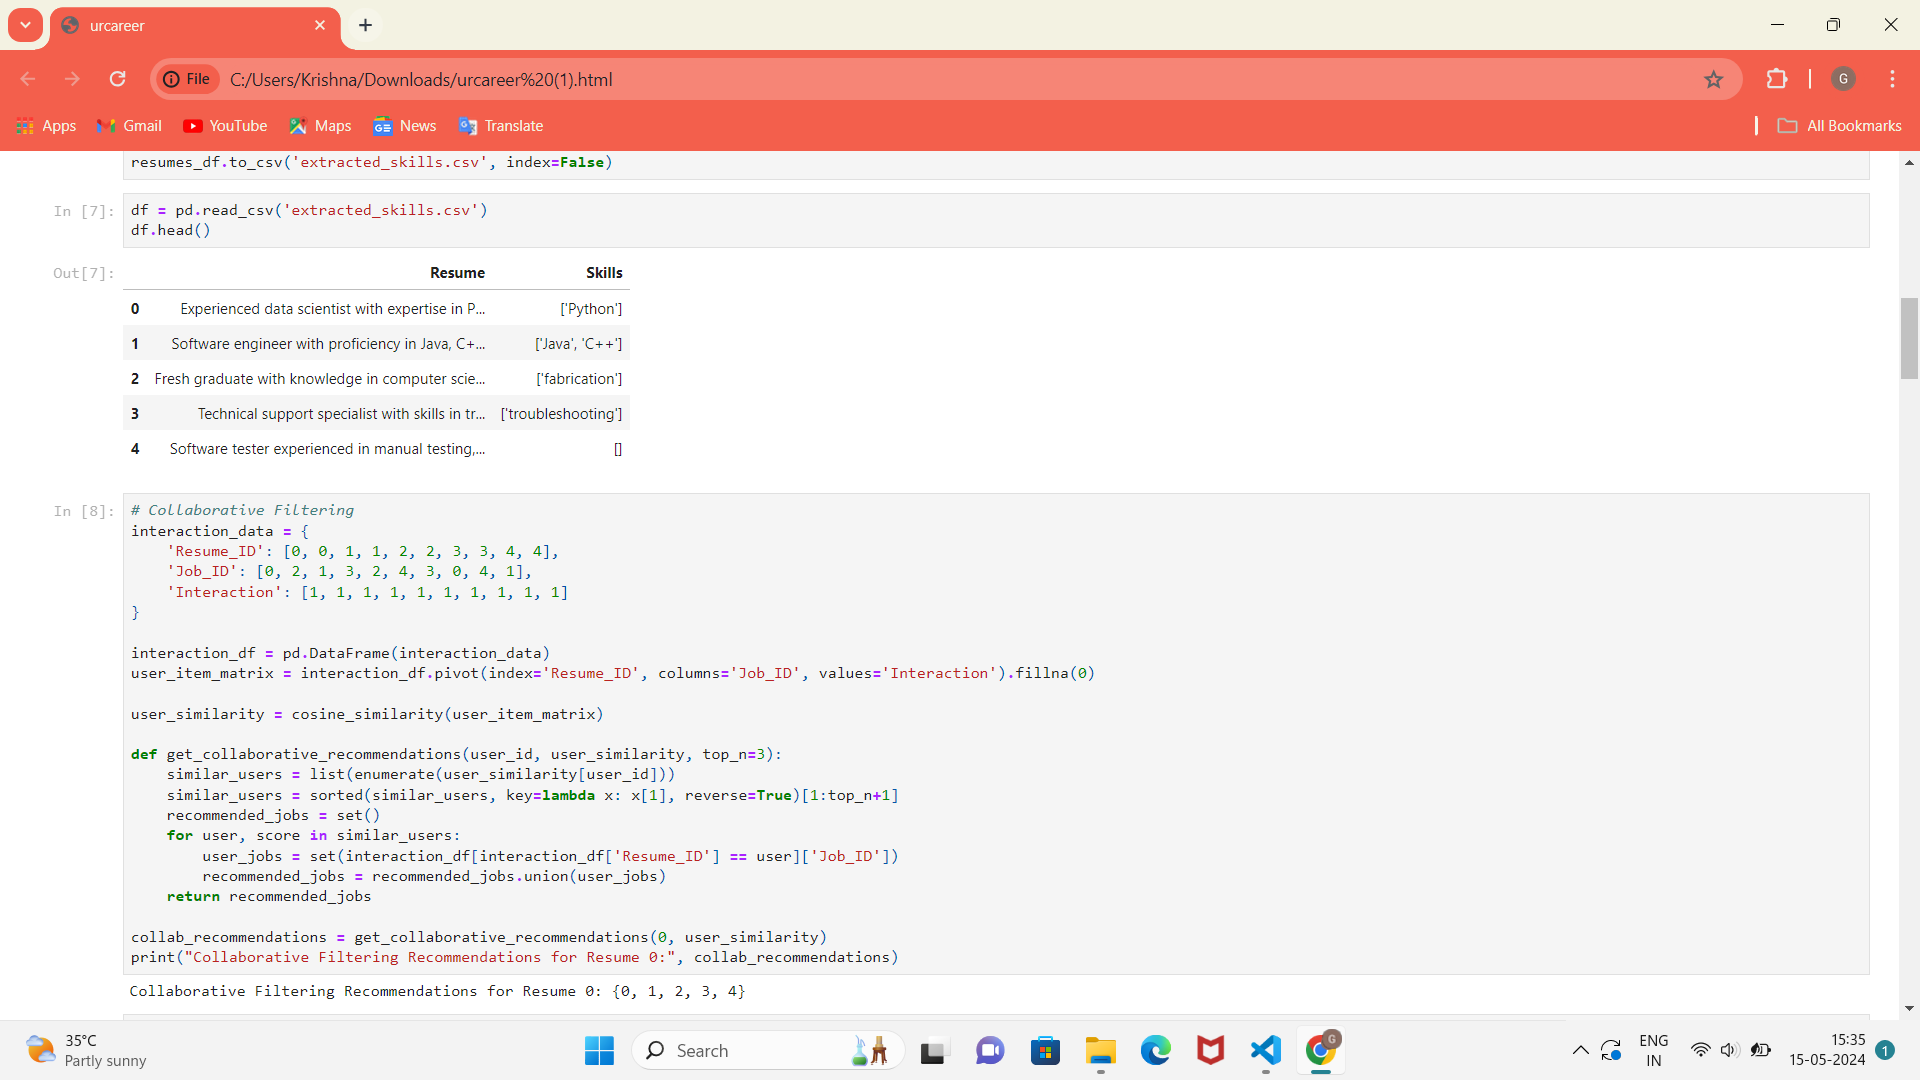 urcareer
File C:/Users/Krishna/Downloads/urcareer%20(1).html G
Apps Gmail YouTube Maps News Translate All Bookmarks
resumes_df.to_csv('extracted_skills.csv', index=False)
In [7]: df = pd.read_csv('extracted_skills.csv')
df.head()
Out[7]: Resume Skills
0 Experienced data scientist with expertise in P... ['Python']
1 Software engineer with proficiency in Java, C+... ['Java', 'C++']
2 Fresh graduate with knowledge in computer scie... ['fabrication']
3 Technical support specialist with skills in tr... ['troubleshooting']
4 Software tester experienced in manual testing,... []
In [8]: # Collaborative Filtering
interaction_data = {
    'Resume_ID': [0, 0, 1, 1, 2, 2, 3, 3, 4, 4],
    'Job_ID': [0, 2, 1, 3, 2, 4, 3, 0, 4, 1],
    'Interaction': [1, 1, 1, 1, 1, 1, 1, 1, 1, 1]
}
interaction_df = pd.DataFrame(interaction_data)
user_item_matrix = interaction_df.pivot(index='Resume_ID', columns='Job_ID', values='Interaction').fillna(0)
user_similarity = cosine_similarity(user_item_matrix)
def get_collaborative_recommendations(user_id, user_similarity, top_n=3):
    similar_users = list(enumerate(user_similarity[user_id]))
    similar_users = sorted(similar_users, key=lambda x: x[1], reverse=True)[1:top_n+1]
    recommended_jobs = set()
    for user, score in similar_users:
        user_jobs = set(interaction_df[interaction_df['Resume_ID'] == user]['Job_ID'])
        recommended_jobs = recommended_jobs.union(user_jobs)
    return recommended_jobs
collab_recommendations = get_collaborative_recommendations(0, user_similarity)
print("Collaborative Filtering Recommendations for Resume 0:", collab_recommendations)
Collaborative Filtering Recommendations for Resume 0: {0, 1, 2, 3, 4}
35°C
Partly sunny
Search
G
ENG
IN
15:35
15-05-2024
1